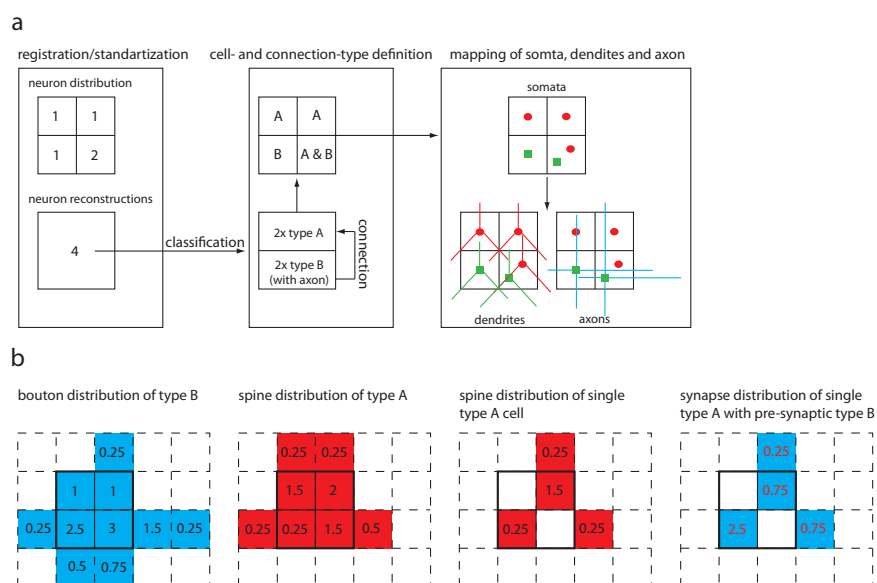 a
registration/standartization
cell- and connection-type definition
mapping of somta, dendites and axon
neuron distribution
1 1
1 2
neuron reconstructions
4
classification
A A
B A & B
2x type A
2x type B
(with axon)
connection
somata
dendrites
axons
b
bouton distribution of type B
spine distribution of type A
spine distribution of single
type A cell
synapse distribution of single
type A with pre-synaptic type B
0.25
1 1
0.25 2.5 3 1.5 0.25
0.5 0.75
0.25 0.25
1.5 2
0.25 0.25 1.5 0.5
0.25
1.5
0.25 0.25
0.25
0.75
2.5 0.75